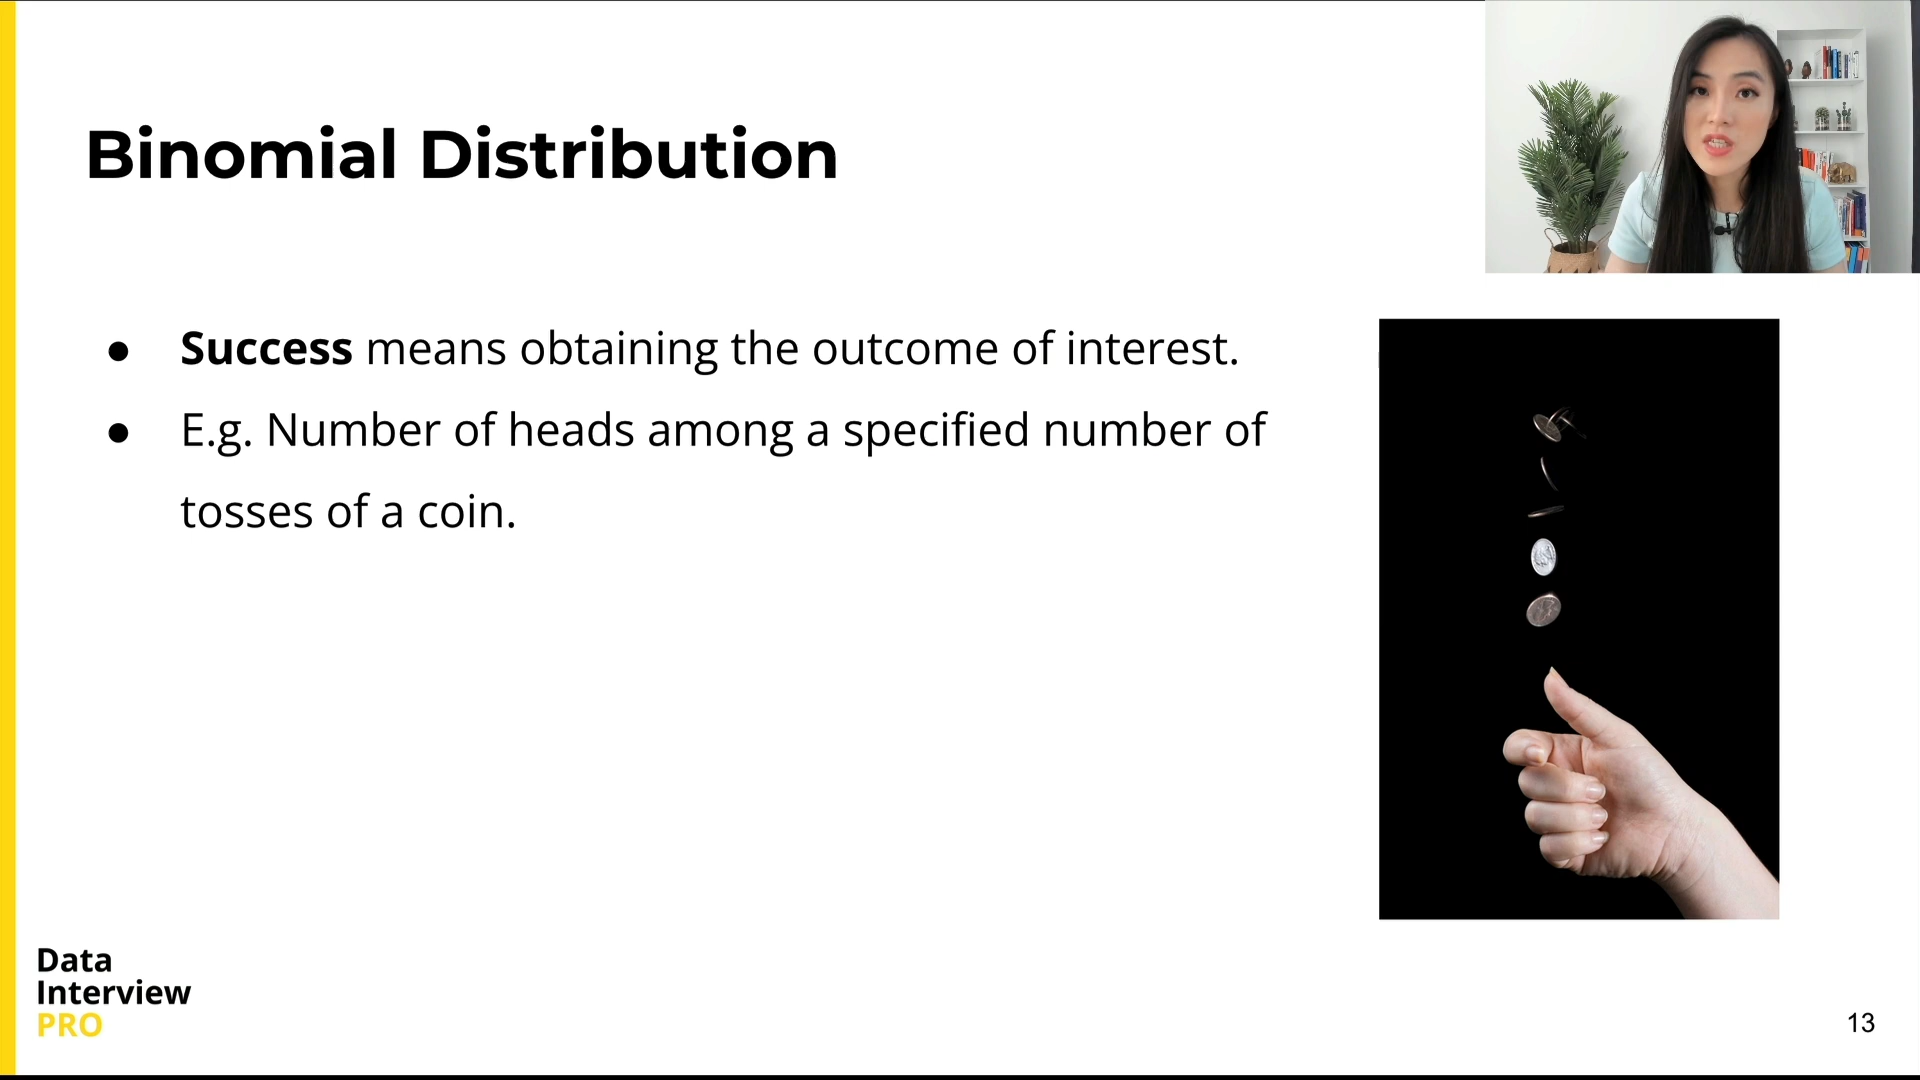 Binomial Distribution
● Success means obtaining the outcome of interest.
● E.g. Number of heads among a specified number of
tosses of a coin.
Data
Interview
PRO
13